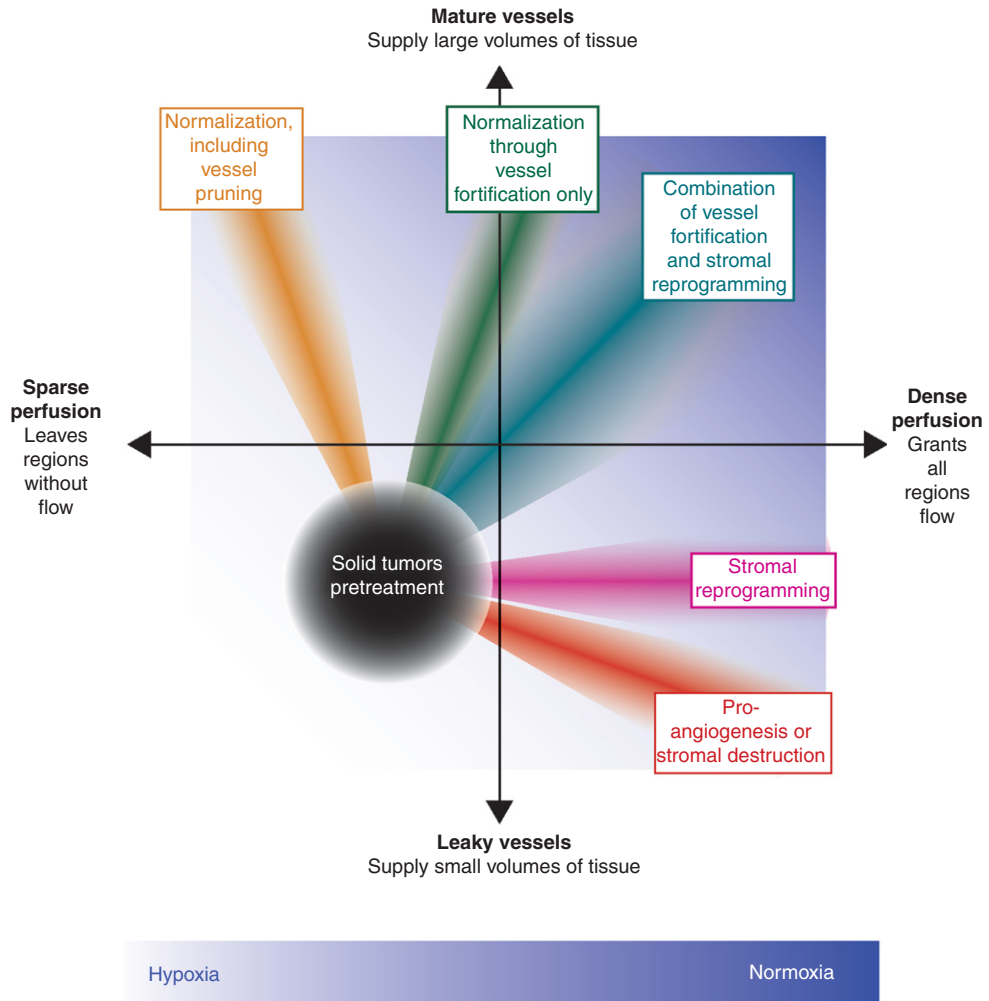 Mature vessels
Supply large volumes of tissue
Normalization,
including
vessel
pruning
Normalization
through
vessel
fortification only
Combination
of vessel
fortification
and stromal
reprogramming
Sparse
perfusion
Leaves
regions
without
flow
Dense
perfusion
Grants
all
regions
flow
Solid tumors
pretreatment
Stromal
reprogramming
Pro-
angiogenesis or
stromal destruction
Leaky vessels
Supply small volumes of tissue
Hypoxia
Normoxia